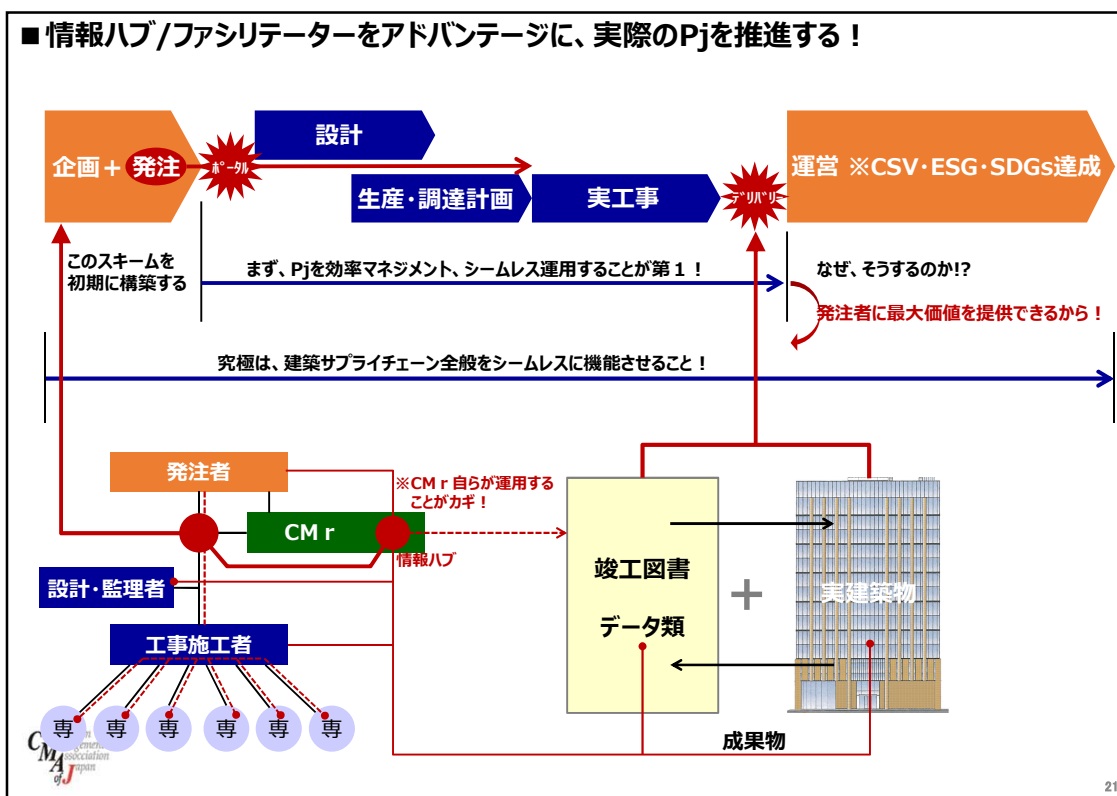 ■情報ハブ/ファシリテーターをアドバンテージに、実際のPjを推進する！
設計
企画＋
発注
ﾎﾟｰﾀﾙ
運営 ※CSV・ESG・SDGs達成
生産・調達計画
実工事
ﾃﾞﾘﾊﾞﾘｰ
このスキームを
初期に構築する
まず、Pjを効率マネジメント、シームレス運用することが第１！
なぜ、そうするのか!?
発注者に最大価値を提供できるから！
究極は、建築サプライチェーン全般をシームレスに機能させること！
発注者
※CMｒ自らが運用する
ことがカギ！
CMｒ
情報ハブ
設計・監理者
工事施工者
専
専
専
専
専
専
竣工図書
データ類
＋
実建築物
成果物
Association
of Japan
21